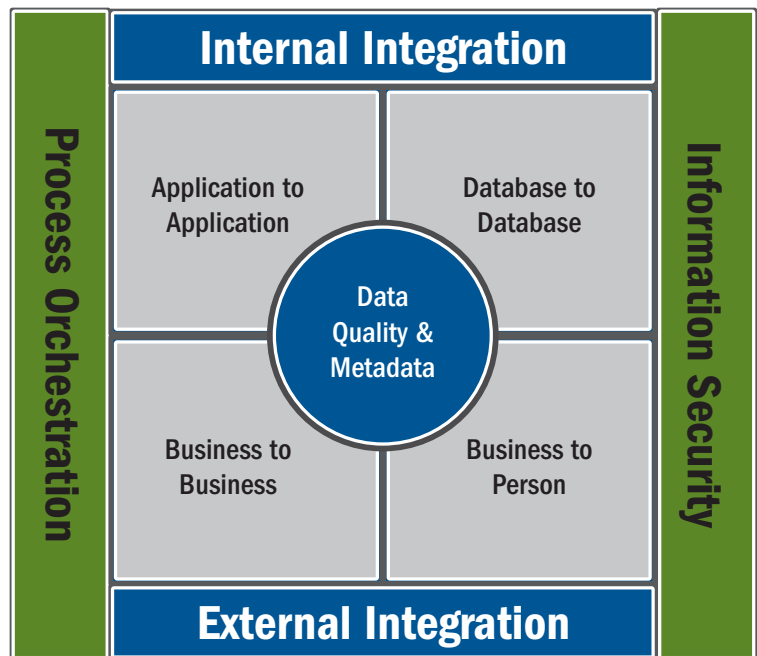 Internal Integration
Process Orchestration
Application to
Application
Database to
Database
Information Security
Data
Quality &
Metadata
Business to
Business
Business to
Person
External Integration